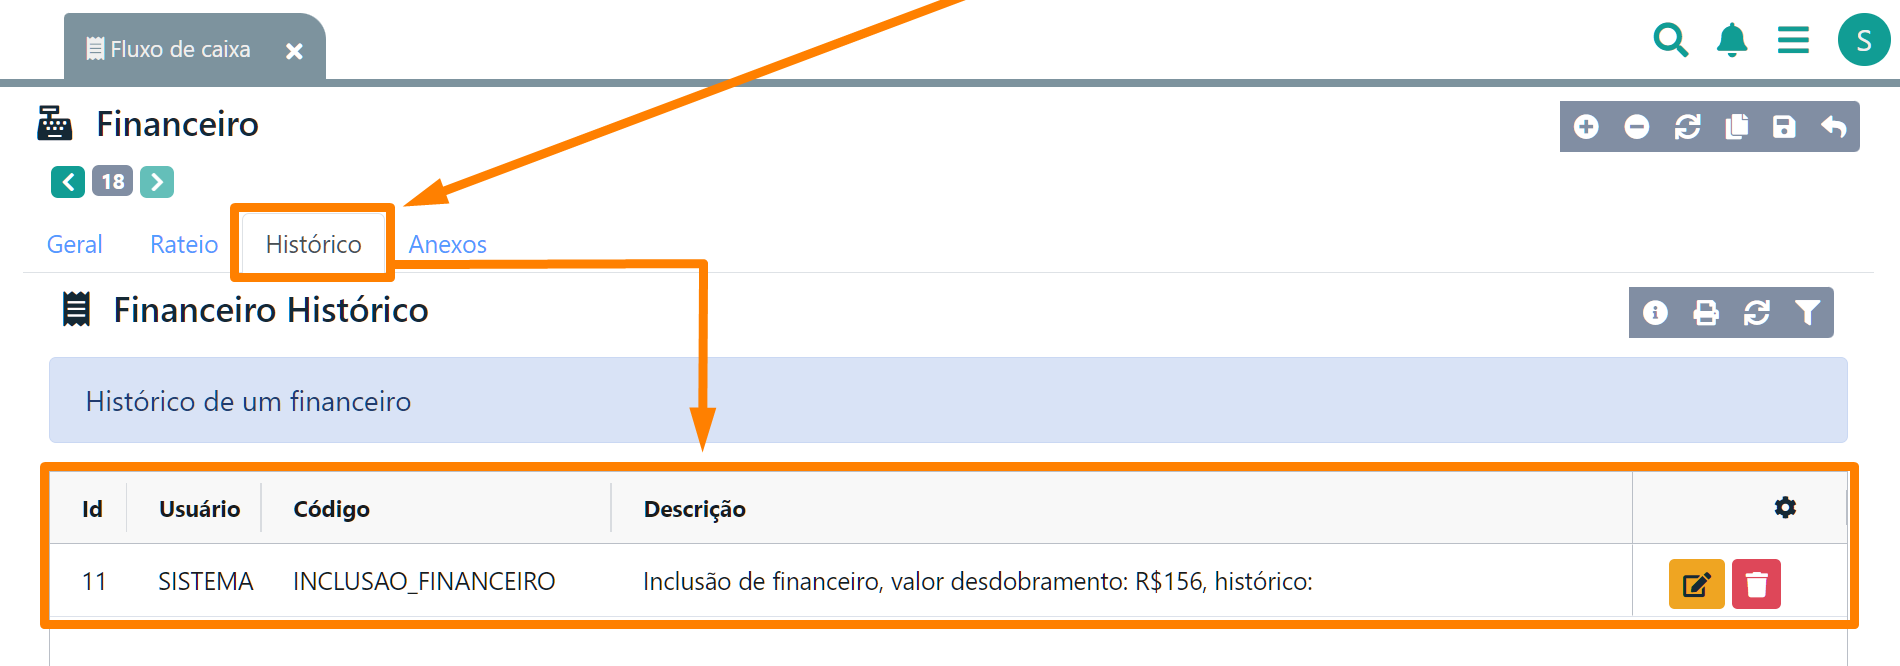 Fluxo de caixa
S
Financeiro
18
Geral Rateio Histórico Anexos
Financeiro Histórico
Histórico de um financeiro
Id Usuário Código Descrição
11 SISTEMA INCLUSAO_FINANCEIRO Inclusão de financeiro, valor desdobramento: R$156, histórico: